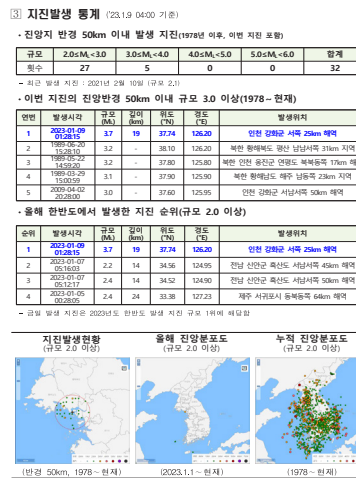 3 지진발생 통계 ('23.1.9 04:00 기준)
· 진앙지 반경 50km 이내 발생 지진(1978년 이후, 이번 지진 포함)
규모 2.0≤ML<3.0 3.0≤ML<4.0 4.0≤ML<5.0 5.0≤ML<6.0 합계
횟수 27 5 0 0 32
- 최근 발생 지진 : 2021년 2월 10일 (규모 2.1)
· 이번 지진의 진앙반경 50km 이내 규모 3.0 이상(1978~현재)
연번 발생시각 규모(ML) 깊이(km) 위도(°N) 경도(°E) 발생위치
1 2023-01-09 01:28:15 3.7 19 37.74 126.20 인천 강화군 서쪽 25km 해역
2 1989-06-20 15:28:10 3.2 - 38.10 126.20 북한 황해북도 평산 남남서쪽 31km 지역
3 1989-05-22 14:59:20 3.2 - 37.80 125.80 북한 인천 옹진군 연평도 북북동쪽 17km 해
4 1989-03-29 15:00:59 3.1 - 37.90 125.90 북한 황해남도 해주 남동쪽 23km 지역
5 2009-04-02 20:28:00 3.0 - 37.60 125.95 인천 강화군 서남서쪽 50km 해역
· 올해 한반도에서 발생한 지진 순위(규모 2.0 이상)
순위 발생시각 규모(ML) 깊이(km) 위도(°N) 경도(°E) 발생위치
1 2023-01-09 01:28:15 3.7 19 37.74 126.20 인천 강화군 서쪽 25km 해역
2 2023-01-07 05:16:03 2.2 14 34.56 124.95 전남 신안군 흑산도 서남서쪽 45km 해역
3 2023-01-07 05:12:17 2.4 14 34.52 124.90 전남 신안군 흑산도 서남서쪽 50km 해역
4 2023-01-05 00:28:05 2.4 24 33.38 127.23 제주 서귀포시 동북동쪽 64km 해역
- 금일 발생 지진은 2023년도 한반도 발생 지진 규모 1위에 해당함
지진발생현황 올해 진앙분포도 누적 진앙분포도
(규모 2.0 이상) (규모 2.0 이상) (규모 2.0 이상)
(반경 50km, 1978~현재) (2023.1.1~현재) (1978~현재)